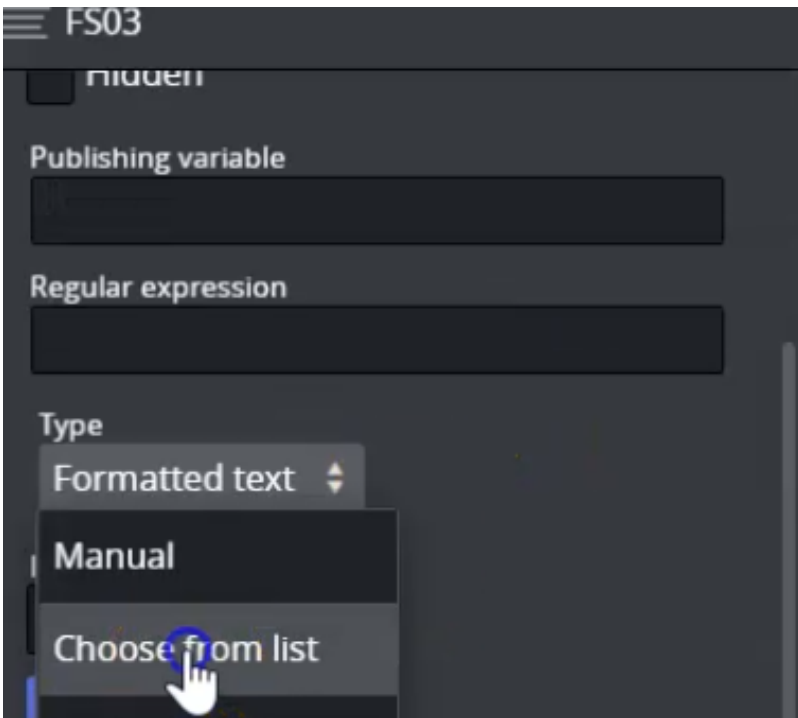 FS03
Hidden
Publishing variable
Regular expression
Type
Formatted text
Manual
Choose from list